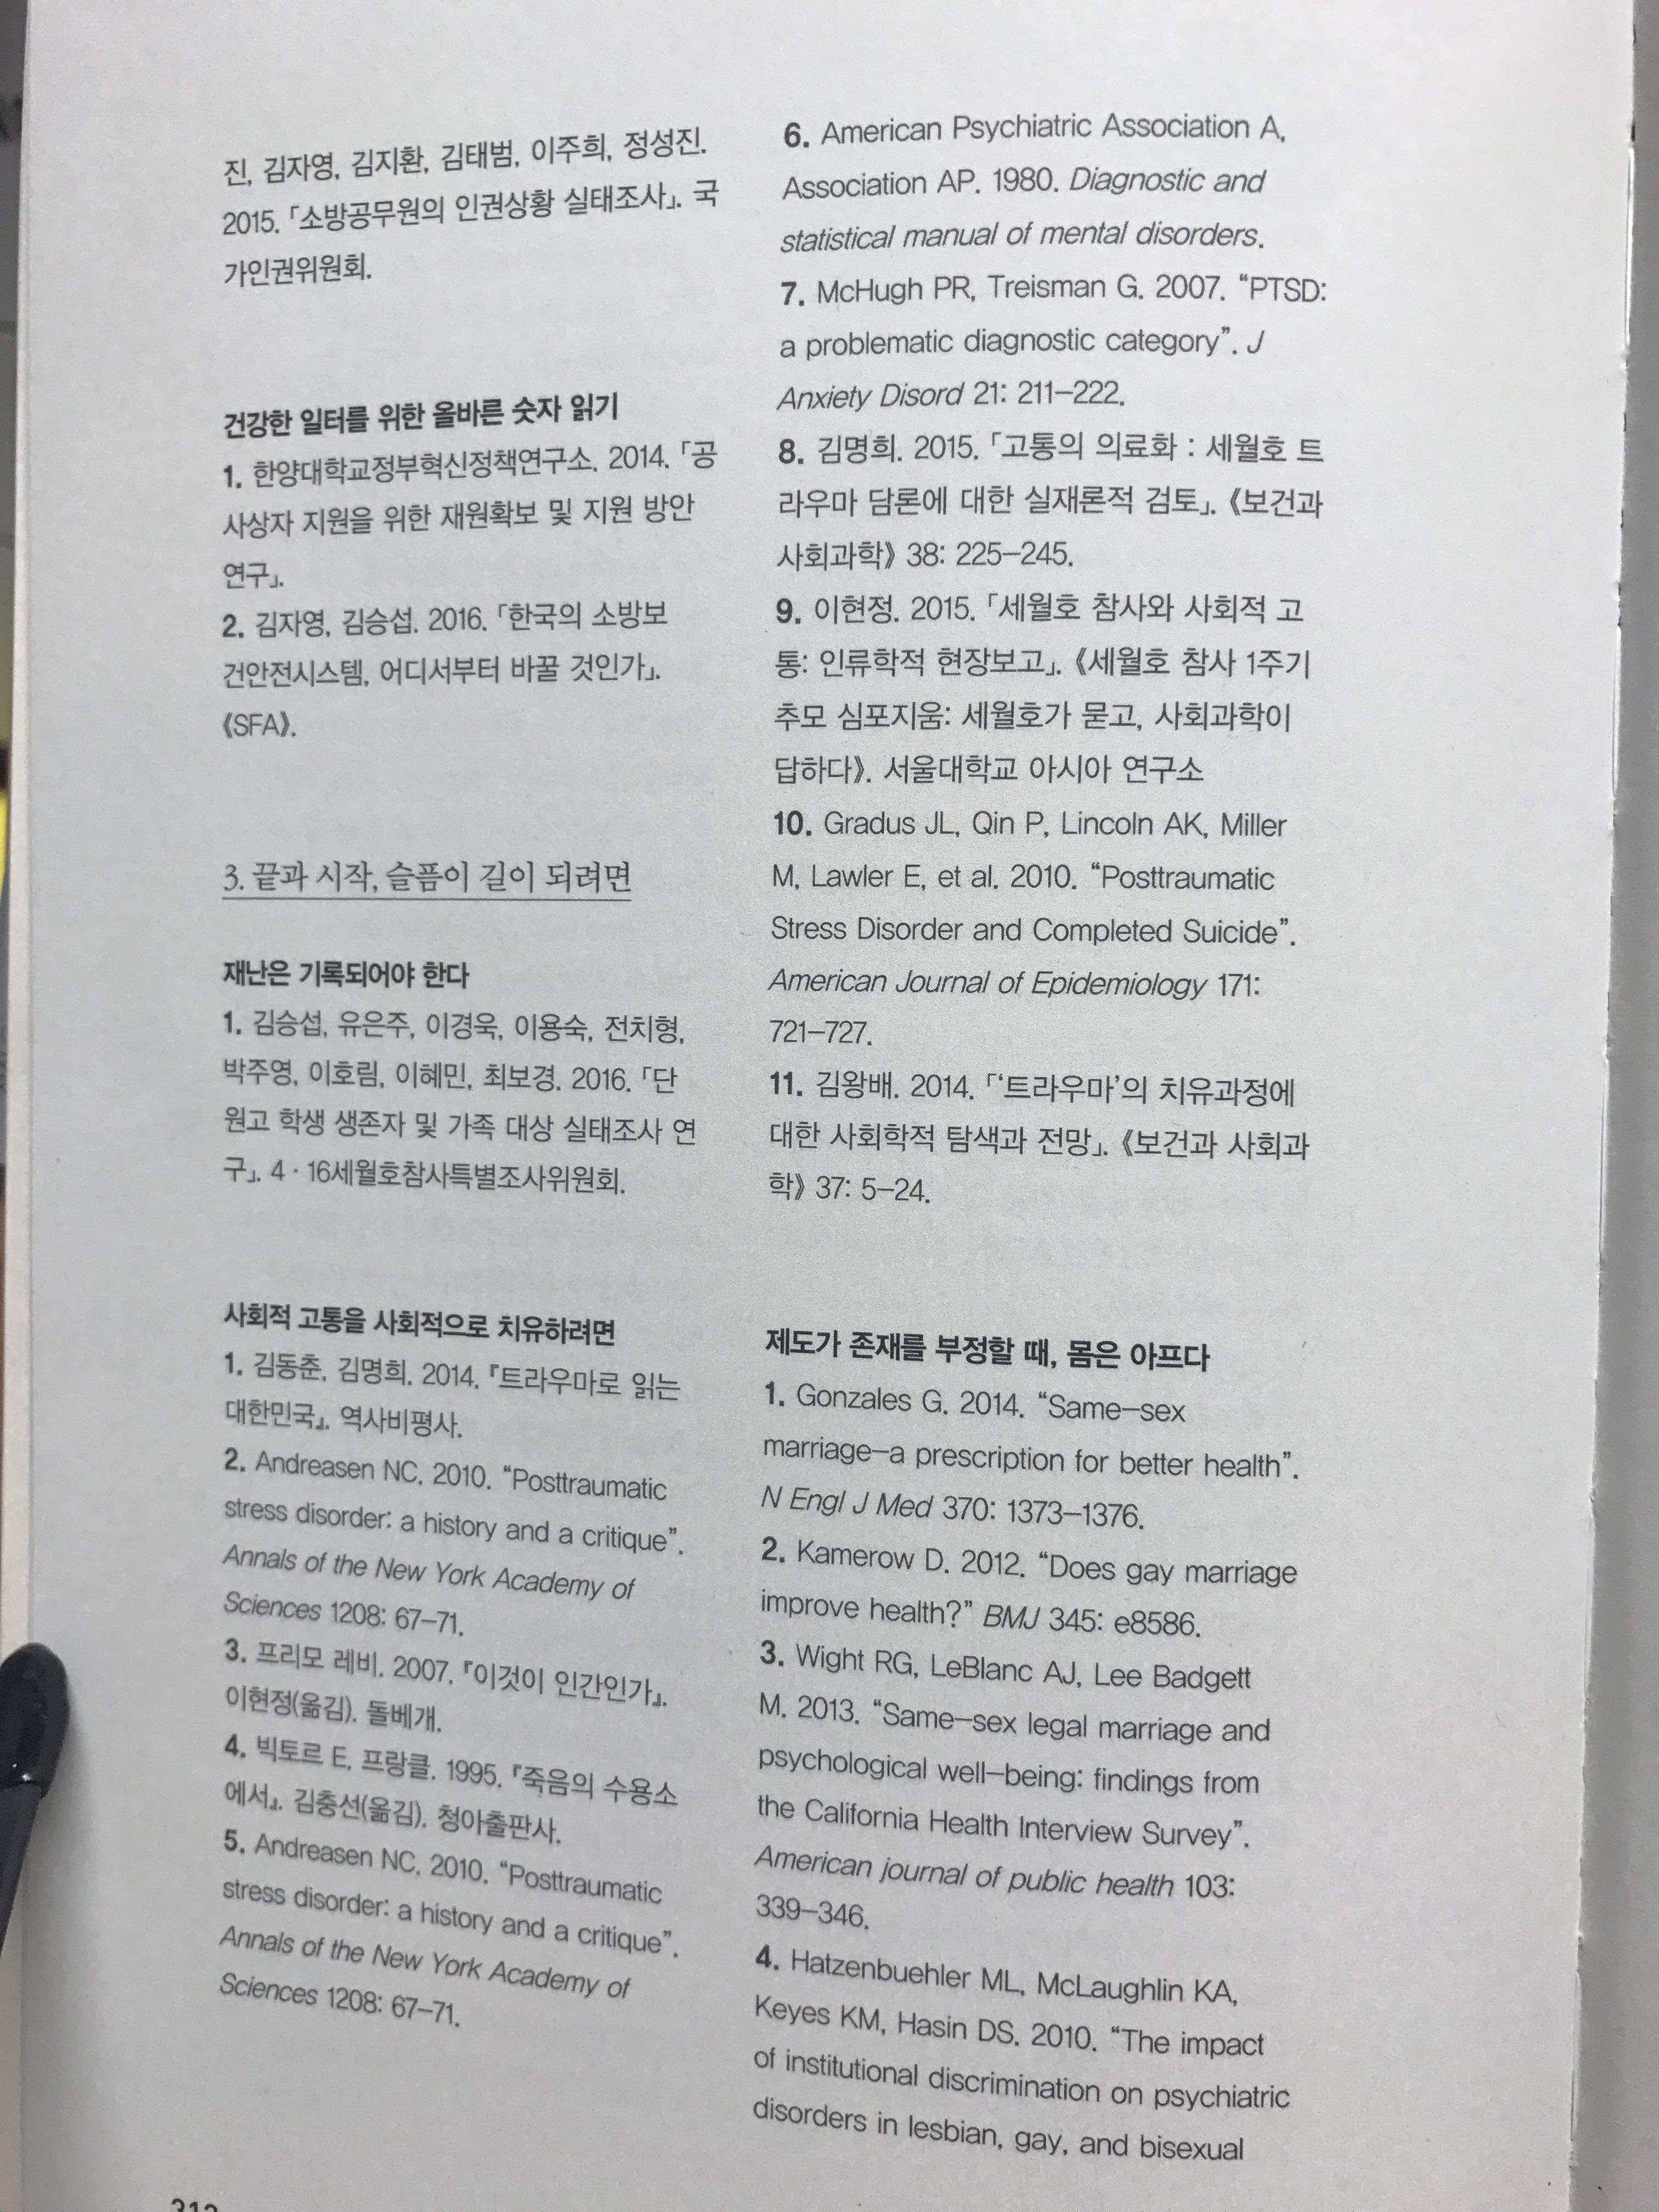 진, 김자영, 김지환, 김태범, 이주희, 정성진.
2015. 「소방공무원의 인권상황 실태조사」. 국
가인권위원회.
건강한 일터를 위한 올바른 숫자 읽기
1. 한양대학교정부혁신정책연구소. 2014. 「공
사상자 지원을 위한 재원확보 및 지원 방안
연구」.
2. 김자영, 김승섭. 2016. 「한국의 소방보
건안전시스템, 어디서부터 바꿀 것인가」.
《SFA》.
3. 끝과 시작, 슬픔이 길이 되려면
재난은 기록되어야 한다
1. 김승섭, 유은주, 이경욱, 이용숙, 전치형,
박주영, 이호림, 이혜민, 최보경. 2016. 「단
원고 학생 생존자 및 가족 대상 실태조사 연
구」. 4·16세월호참사특별조사위원회.
사회적 고통을 사회적으로 치유하려면
1. 김동춘, 김명희. 2014. 『트라우마로 읽는
대한민국』. 역사비평사.
2. Andreasen NC. 2010. “Posttraumatic
stress disorder: a history and a critique”.
Annals of the New York Academy of
Sciences 1208: 67–71.
3. 프리모 레비. 2007. 『이것이 인간인가』.
이현정(옮김). 돌베개.
4. 빅토르 E. 프랑클. 1995. 『죽음의 수용소
에서』. 김충선(옮김). 청아출판사.
5. Andreasen NC. 2010. “Posttraumatic
stress disorder: a history and a critique”.
Annals of the New York Academy of
Sciences 1208: 67–71.
6. American Psychiatric Association A,
Association AP. 1980. Diagnostic and
statistical manual of mental disorders.
7. McHugh PR, Treisman G. 2007. “PTSD:
a problematic diagnostic category”. J
Anxiety Disord 21: 211–222.
8. 김명희. 2015. 「고통의 의료화 : 세월호 트
라우마 담론에 대한 실재론적 검토」. 《보건과
사회과학》 38: 225–245.
9. 이현정. 2015. 「세월호 참사와 사회적 고
통: 인류학적 현장보고」. 《세월호 참사 1주기
추모 심포지움: 세월호가 묻고, 사회과학이
답하다》. 서울대학교 아시아 연구소
10. Gradus JL, Qin P, Lincoln AK, Miller
M, Lawler E, et al. 2010. “Posttraumatic
Stress Disorder and Completed Suicide”.
American Journal of Epidemiology 171:
721–727.
11. 김왕배. 2014. 「‘트라우마’의 치유과정에
대한 사회학적 탐색과 전망」. 《보건과 사회과
학》 37: 5–24.
제도가 존재를 부정할 때, 몸은 아프다
1. Gonzales G. 2014. “Same–sex
marriage–a prescription for better health”.
N Engl J Med 370: 1373–1376.
2. Kamerow D. 2012. “Does gay marriage
improve health?” BMJ 345: e8586.
3. Wight RG, LeBlanc AJ, Lee Badgett
M. 2013. “Same–sex legal marriage and
psychological well–being: findings from
the California Health Interview Survey”.
American journal of public health 103:
339–346.
4. Hatzenbuehler ML, McLaughlin KA,
Keyes KM, Hasin DS. 2010. “The impact
of institutional discrimination on psychiatric
disorders in lesbian, gay, and bisexual